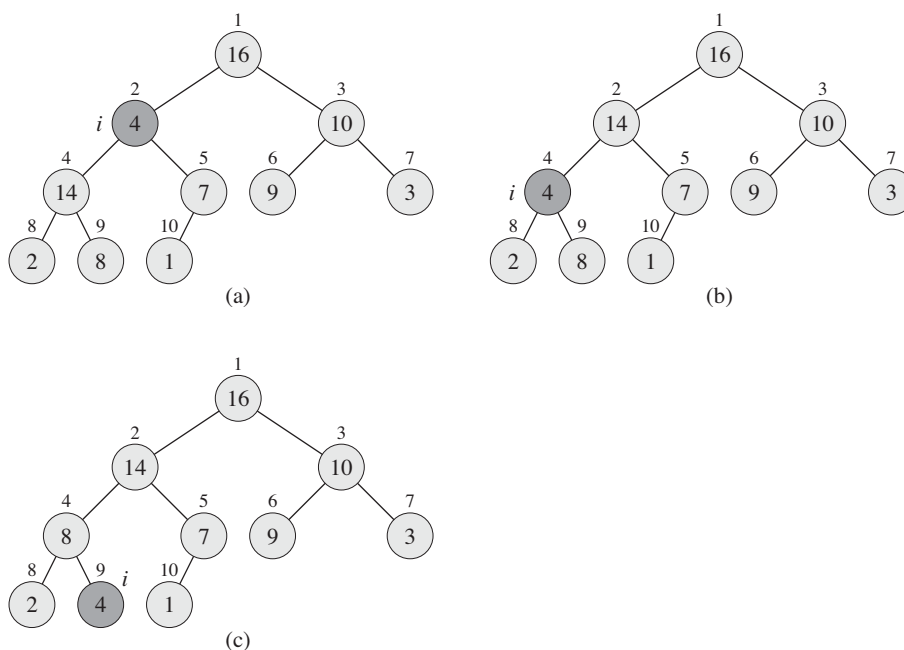 1 1
16 16
2 3 2 3
i 4 10 14 10
4 5 6 7 4 5 6 7
14 7 9 3 i 4 7 9 3
8 9 10 8 9 10
2 8 1 2 8 1
(a) (b)
1
16
2 3
14 10
4 5 6 7
8 7 9 3
8 9 i 10
2 4 1
(c)